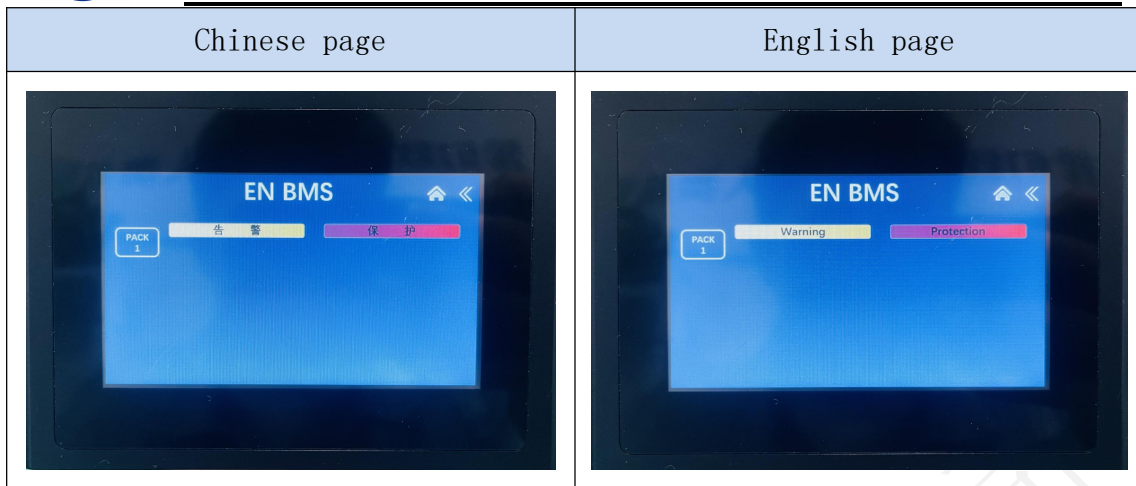 Chinese page
English page
EN BMS
告 警
保 护
PACK
1
EN BMS
Warning
Protection
PACK
1